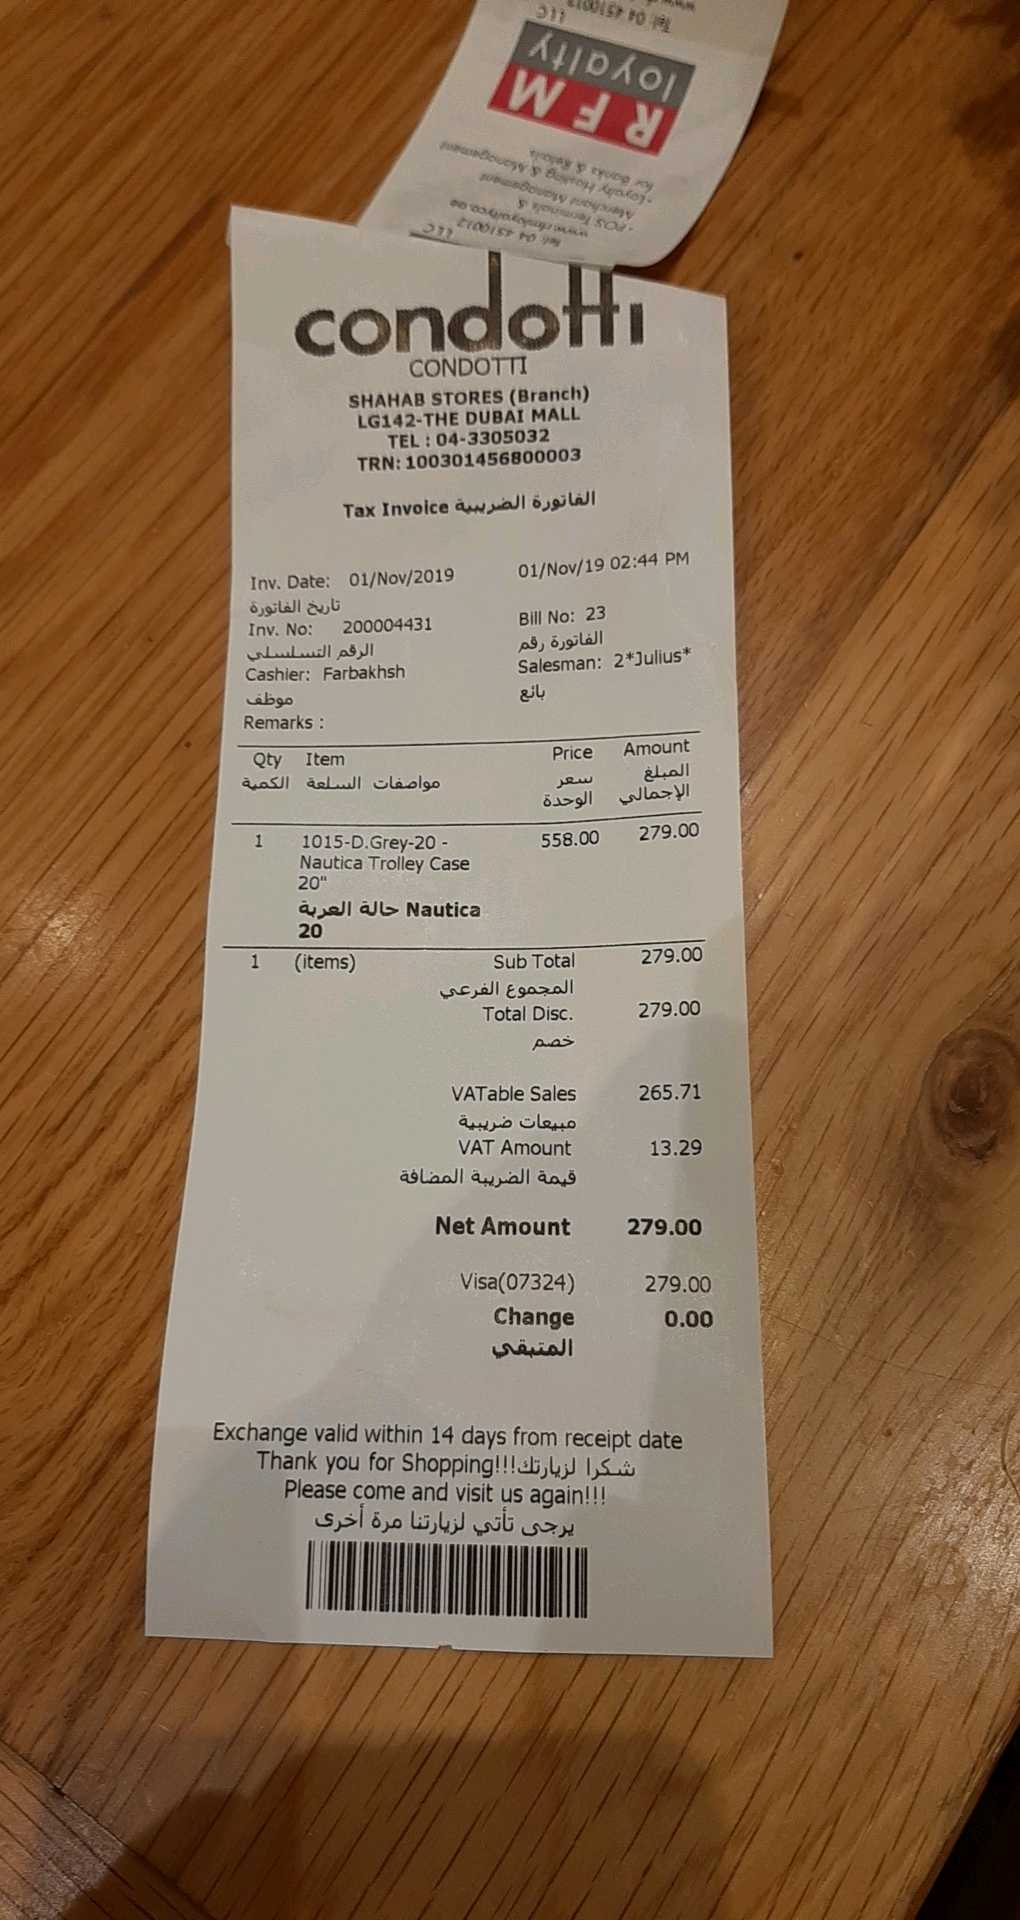 LLC
Tel: 04 4510012
RFM
loyalty
-Loyalty Hosting & Management
for Banks & Retails
-POS Terminals &
Merchant Management
www.rfmloyaltyco.ae
Tel: 04 4510012
LLC
condotti
CONDOTTI
SHAHAB STORES (Branch)
LG142-THE DUBAI MALL
TEL : 04-3305032
TRN: 100301456800003
Tax Invoice الفاتورة الضريبية
Inv. Date: 01/Nov/2019 01/Nov/19 02:44 PM
تاريخ الفاتورة
Inv. No: 200004431 Bill No: 23
الرقم التسلسلي الفاتورة رقم
Cashier: Farbakhsh Salesman: 2*Julius*
موظف بائع
Remarks :
Qty Item Price Amount
الكمية مواصفات السلعة سعر المبلغ
الوحدة الإجمالي
1 1015-D.Grey-20 - 558.00 279.00
Nautica Trolley Case
20"
حالة العربة Nautica
20
1 (items) Sub Total 279.00
المجموع الفرعي
Total Disc. 279.00
خصم
VATable Sales 265.71
مبيعات ضريبية
VAT Amount 13.29
قيمة الضريبة المضافة
Net Amount 279.00
Visa(07324) 279.00
Change 0.00
المتبقي
Exchange valid within 14 days from receipt date
Thank you for Shopping!!!شكرا لزيارتك
Please come and visit us again!!!
يرجى تأتي لزيارتنا مرة أخرى